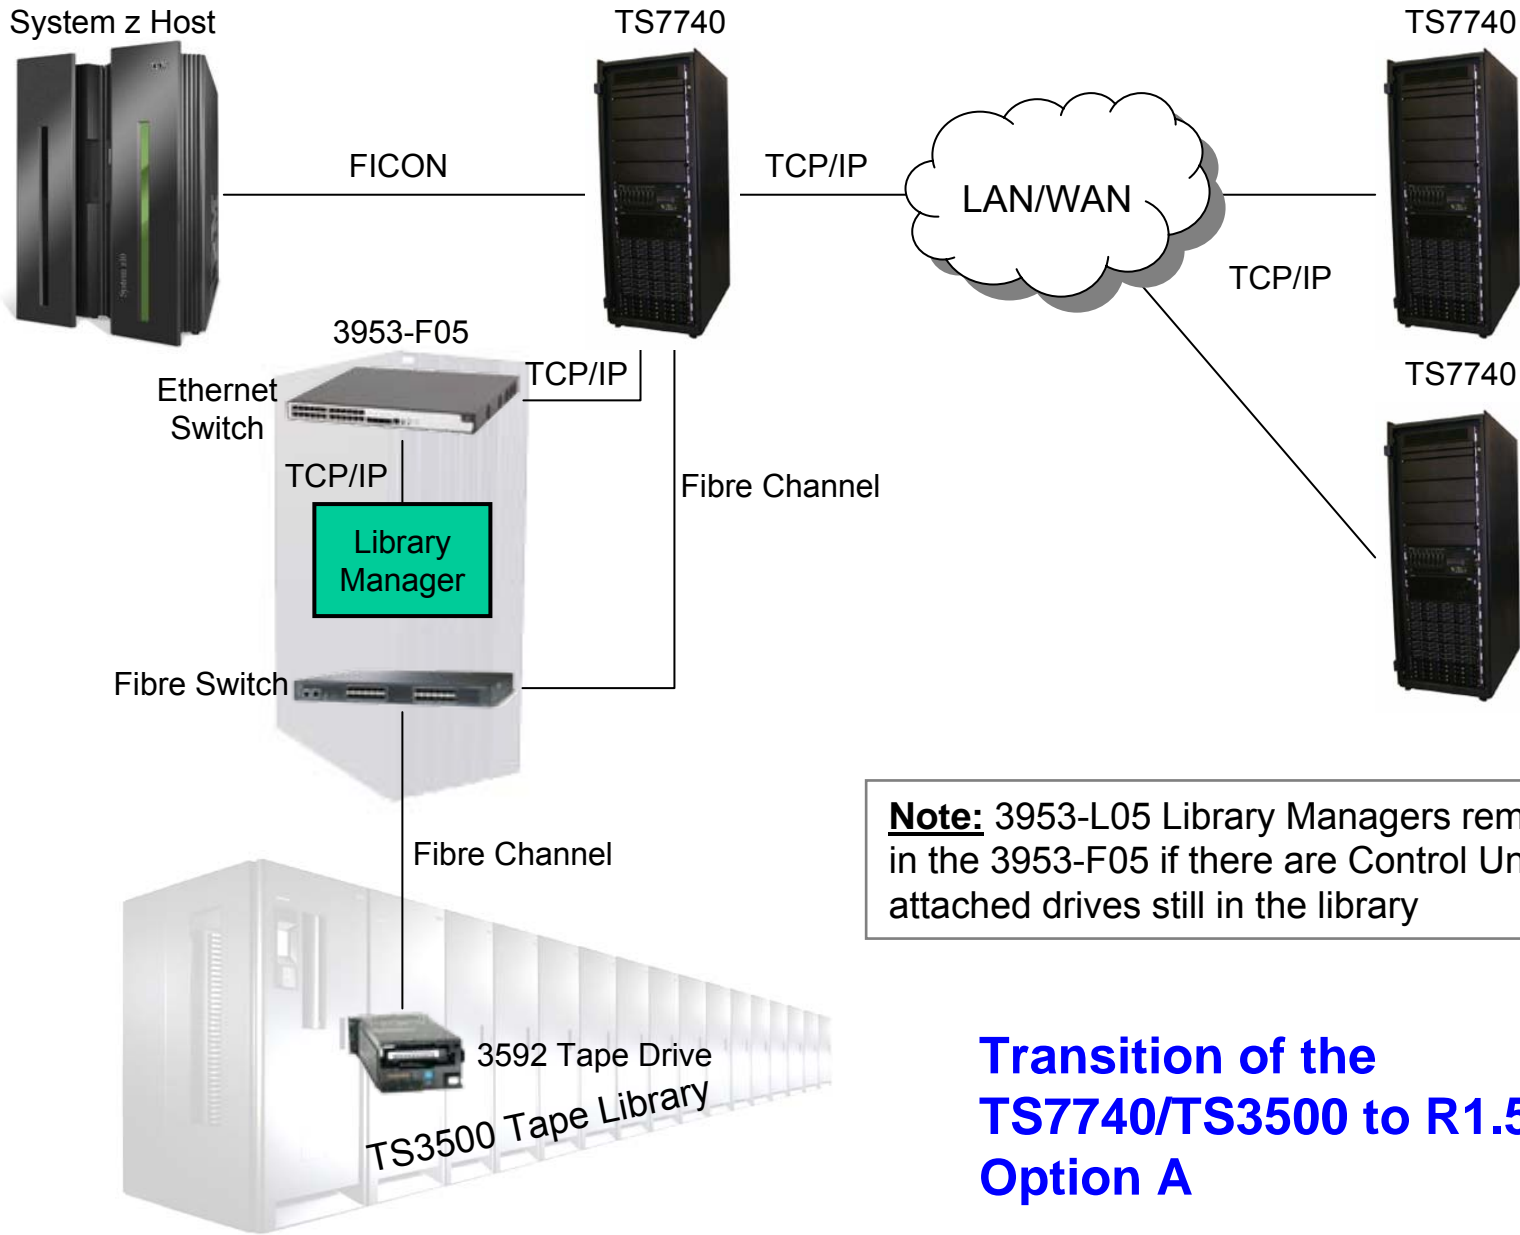 System z Host
TS7740
TS7740
FICON
TCP/IP
LAN/WAN
TCP/IP
3953-F05
TCP/IP
Ethernet
Switch
TS7740
TCP/IP
Fibre Channel
Library
Manager
Fibre Switch
Note: 3953-L05 Library Managers rem
in the 3953-F05 if there are Control Un
attached drives still in the library
Fibre Channel
3592 Tape Drive
TS3500 Tape Library
Transition of the
TS7740/TS3500 to R1.5
Option A